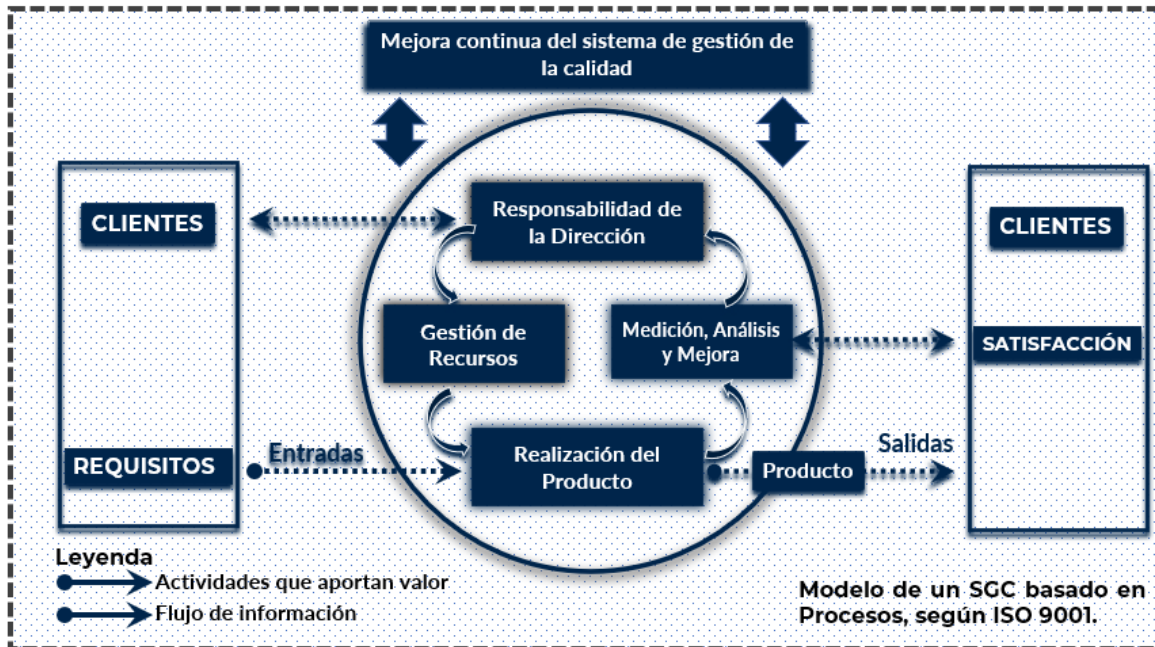 Mejora continua del sistema de gestión de
la calidad
CLIENTES
Responsabilidad de
la Dirección
CLIENTES
Gestión de
Recursos
Medición, Análisis
y Mejora
SATISFACCIÓN
REQUISITOS
Entradas
Realización del
Producto
Producto
Salidas
Leyenda
Actividades que aportan valor
Flujo de información
Modelo de un SGC basado en
Procesos, según ISO 9001.